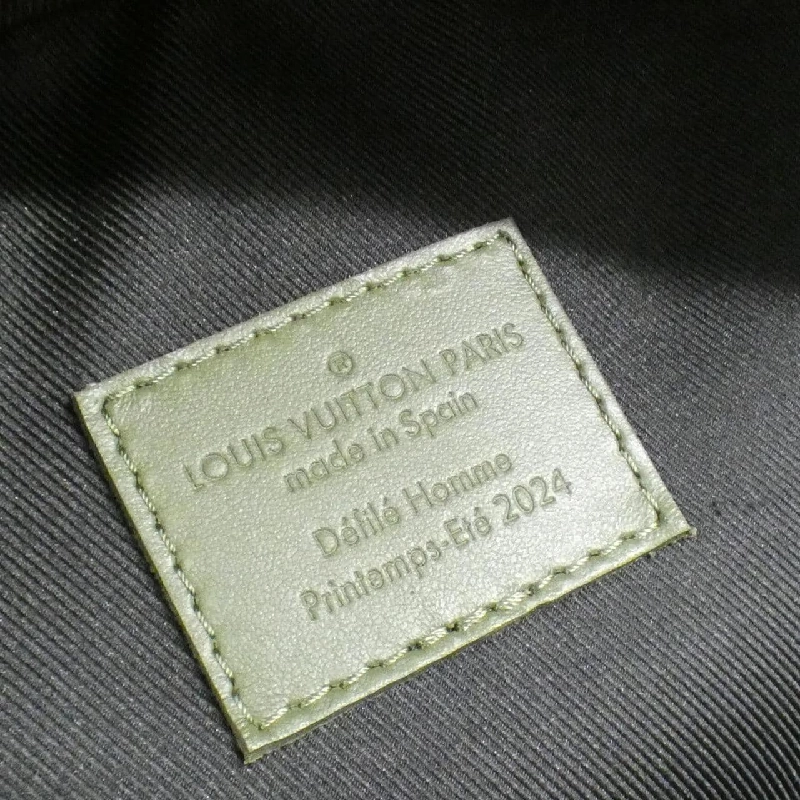 ®
LOUIS VUITTON PARIS
made in Spain
Défilé Homme
Printemps-Eté 2024